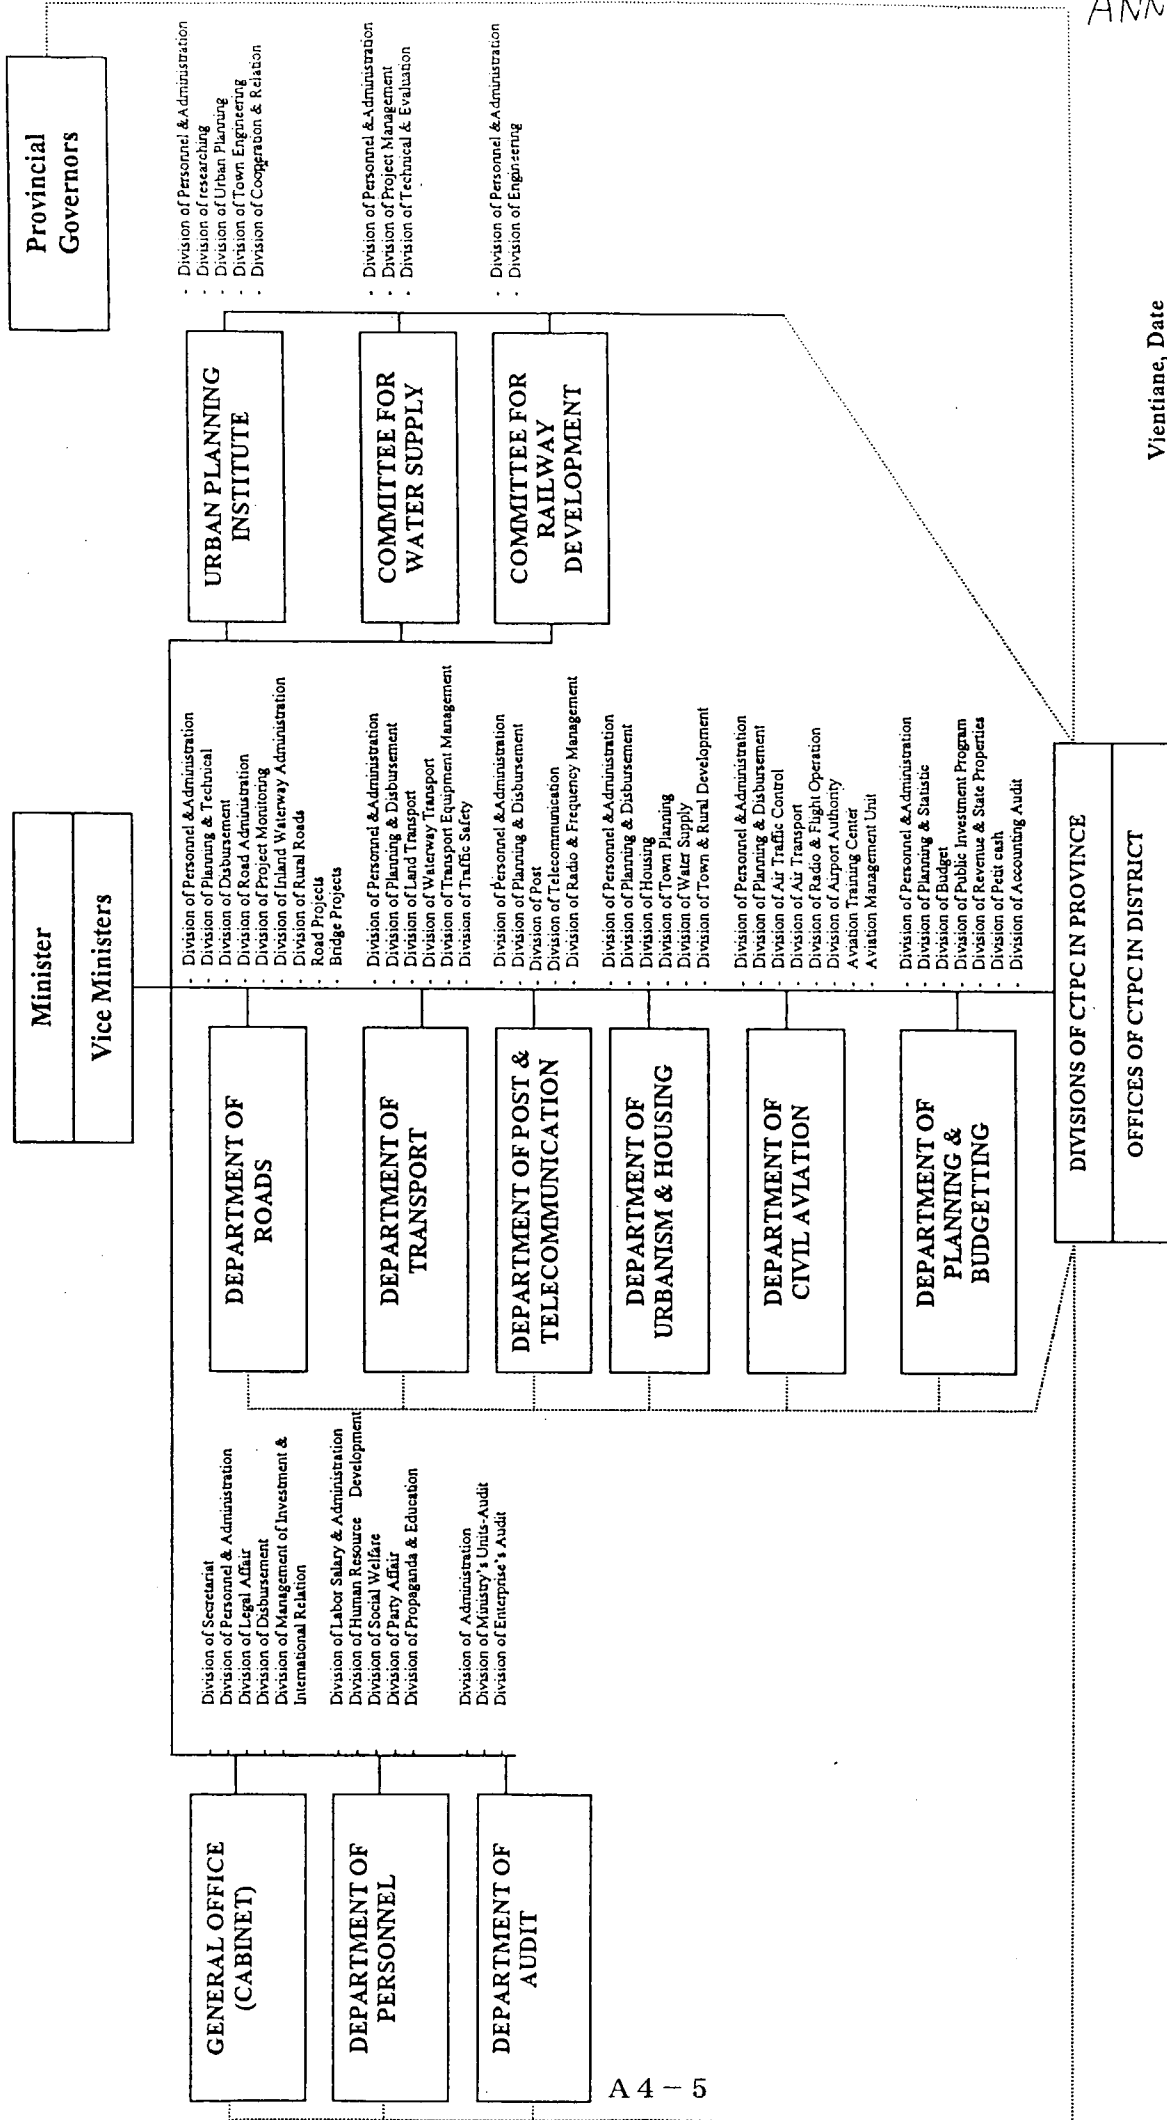 ANN
Minister
Vice Ministers
Provincial
Governors
GENERAL OFFICE
(CABINET)
Division of Secretariat
Division of Personnel & Administration
Division of Legal Affair
Division of Disbursement
Division of Management of Investment &
International Relation
DEPARTMENT OF
PERSONNEL
Division of Labor Salary & Administration
Division of Human Resource Development
Division of Social Welfare
Division of Party Affair
Division of Propaganda & Education
DEPARTMENT OF
AUDIT
Division of Administration
Division of Ministry's Units-Audit
Division of Enterprise's Audit
DEPARTMENT OF
ROADS
- Division of Personnel &Administration
- Division of Planning & Technical
- Division of Disbursement
- Division of Road Administration
- Division of Project Monitoring
- Division of Inland Waterway Administration
- Division of Rural Roads
- Road Projects
- Bridge Projects
DEPARTMENT OF
TRANSPORT
- Division of Personnel &Administration
- Division of Planning & Disbursement
- Division of Land Transport
- Division of Waterway Transport
- Division of Transport Equipment Management
- Division of Traffic Safety
DEPARTMENT OF POST &
TELECOMMUNICATION
- Division of Personnel &Administration
- Division of Planning & Disbursement
- Division of Post
- Division of Telecommunication
- Division of Radio & Frequency Management
DEPARTMENT OF
URBANISM & HOUSING
- Division of Personnel &Administration
- Division of Planning & Disbursement
- Division of Housing
- Division of Town Planning
- Division of Water Supply
- Division of Town & Rural Development
DEPARTMENT OF
CIVIL AVIATION
- Division of Personnel &Administration
- Division of Planning & Disbursement
- Division of Air Traffic Control
- Division of Air Transport
- Division of Radio & Flight Operation
- Division of Airport Authority
- Aviation Training Center
- Aviation Management Unit
DEPARTMENT OF
PLANNING &
BUDGETTING
- Division of Personnel &Administration
- Division of Planning & Statistic
- Division of Budget
- Division of Public Investment Program
- Division of Revenue & State Properties
- Division of Petit cash
- Division of Accounting Audit
URBAN PLANNING
INSTITUTE
- Division of Personnel &Administration
- Division of researching
- Division of Urban Planning
- Division of Town Engineering
- Division of Cooperation & Relation
COMMITTEE FOR
WATER SUPPLY
- Division of Personnel &Administration
- Division of Project Management
- Division of Technical & Evaluation
COMMITTEE FOR
RAILWAY
DEVELOPMENT
- Division of Personnel &Administration
- Division of Engineering
DIVISIONS OF CTPC IN PROVINCE
OFFICES OF CTPC IN DISTRICT
Vientiane, Date
A 4 - 5